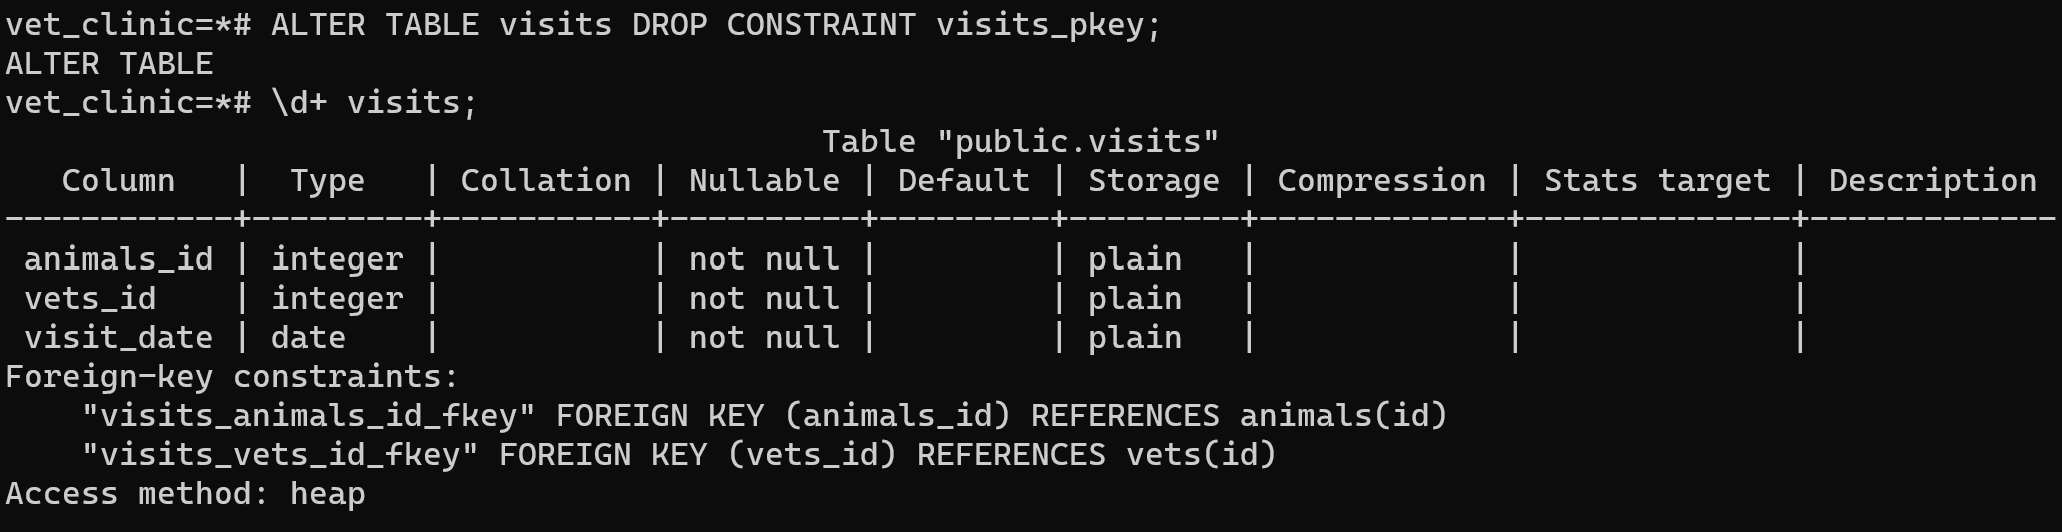 vet_clinic=*# ALTER TABLE visits DROP CONSTRAINT visits_pkey;
ALTER TABLE
vet_clinic=*# \d+ visits;
                                           Table "public.visits"
   Column   |  Type   | Collation | Nullable | Default | Storage | Compression | Stats target | Description
------------+---------+-----------+----------+---------+---------+-------------+--------------+-------------
 animals_id | integer |           | not null |         | plain   |             |              |
 vets_id    | integer |           | not null |         | plain   |             |              |
 visit_date | date    |           | not null |         | plain   |             |              |
Foreign-key constraints:
    "visits_animals_id_fkey" FOREIGN KEY (animals_id) REFERENCES animals(id)
    "visits_vets_id_fkey" FOREIGN KEY (vets_id) REFERENCES vets(id)
Access method: heap